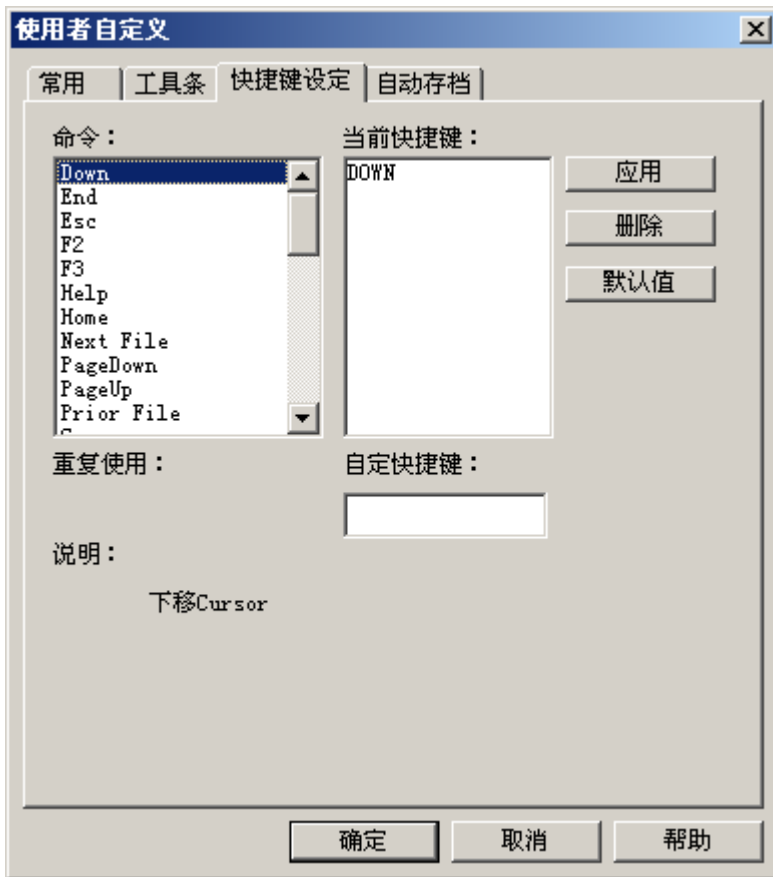 使用者自定义
常用 工具条 快捷键设定 自动存档
命令： 当前快捷键：
Down DOWN 应用
End
Esc 删除
F2
F3 默认值
Help
Home
Next File
PageDown
PageUp
Prior File
重复使用： 自定快捷键：
说明：
下移Cursor
确定 取消 帮助